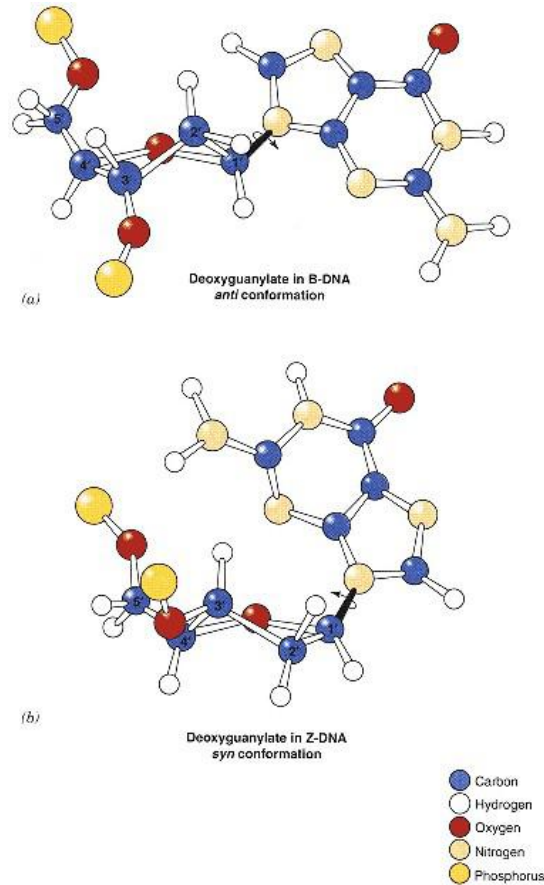 5'
2'
4'
3'
1'
Deoxyguanylate in B-DNA
anti conformation
(a)
5'
3'
4'
1'
2'
(b)
Deoxyguanylate in Z-DNA
syn conformation
Carbon
Hydrogen
Oxygen
Nitrogen
Phosphorus